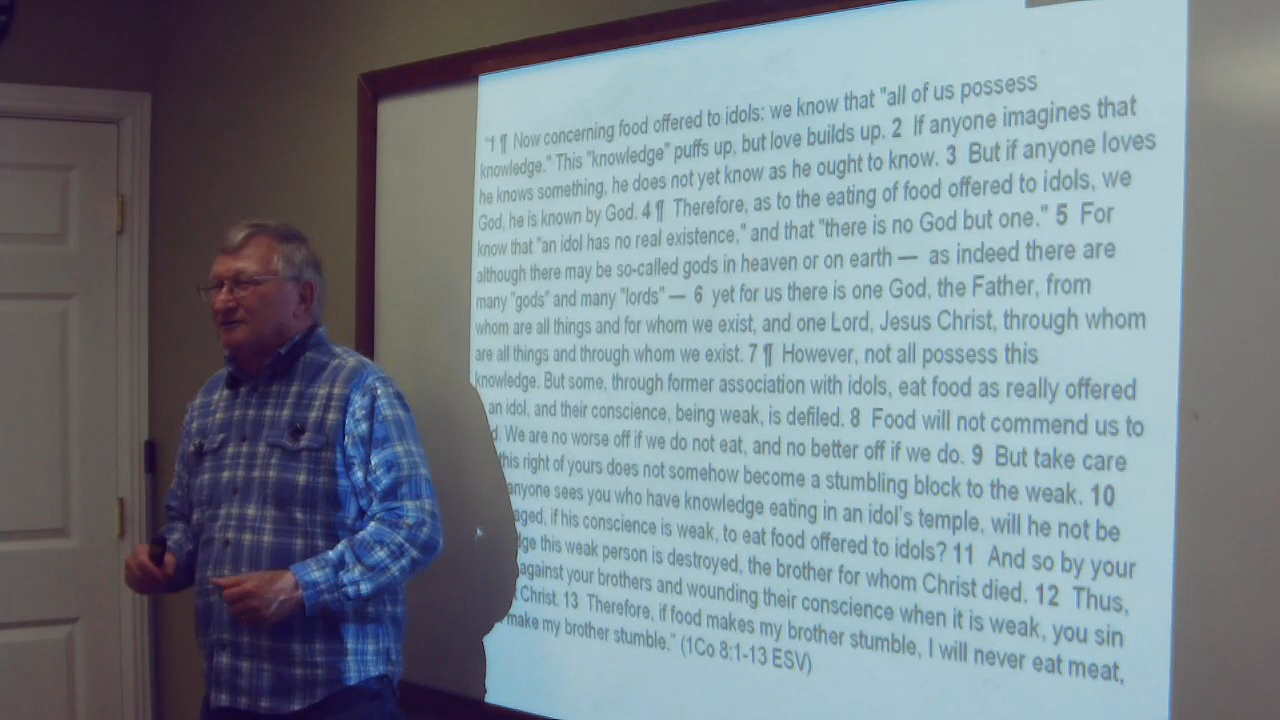 "1 ¶ Now concerning food offered to idols: we know that "all of us possess
knowledge." This "knowledge" puffs up, but love builds up. 2 If anyone imagines that
he knows something, he does not yet know as he ought to know. 3 But if anyone loves
God, he is known by God. 4 ¶ Therefore, as to the eating of food offered to idols, we
know that "an idol has no real existence," and that "there is no God but one." 5 For
although there may be so-called gods in heaven or on earth — as indeed there are
many "gods" and many "lords" — 6 yet for us there is one God, the Father, from
whom are all things and for whom we exist, and one Lord, Jesus Christ, through whom
are all things and through whom we exist. 7 ¶ However, not all possess this
knowledge. But some, through former association with idols, eat food as really offered
an idol, and their conscience, being weak, is defiled. 8 Food will not commend us to
d. We are no worse off if we do not eat, and no better off if we do. 9 But take care
this right of yours does not somehow become a stumbling block to the weak. 10
anyone sees you who have knowledge eating in an idol's temple, will he not be
aged, if his conscience is weak, to eat food offered to idols? 11 And so by your
dge this weak person is destroyed, the brother for whom Christ died. 12 Thus,
against your brothers and wounding their conscience when it is weak, you sin
Christ. 13 Therefore, if food makes my brother stumble, I will never eat meat,
make my brother stumble." (1Co 8:1-13 ESV)